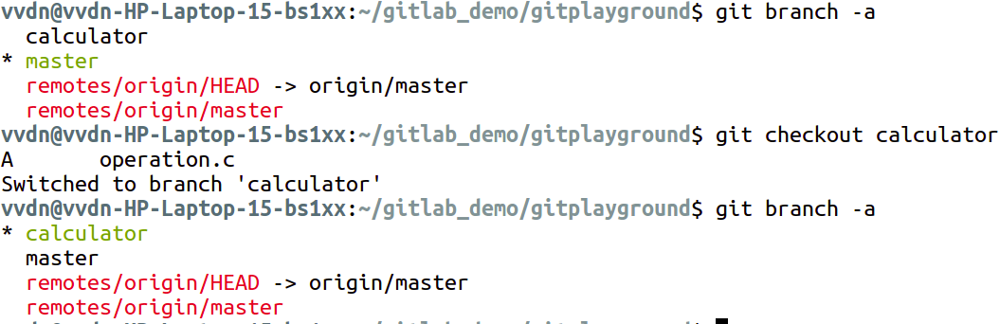 vvdn@vvdn-HP-Laptop-15-bs1xx:~/gitlab_demo/gitplayground$ git branch -a
  calculator
* master
  remotes/origin/HEAD -> origin/master
  remotes/origin/master
vvdn@vvdn-HP-Laptop-15-bs1xx:~/gitlab_demo/gitplayground$ git checkout calculator
A       operation.c
Switched to branch 'calculator'
vvdn@vvdn-HP-Laptop-15-bs1xx:~/gitlab_demo/gitplayground$ git branch -a
* calculator
  master
  remotes/origin/HEAD -> origin/master
  remotes/origin/master